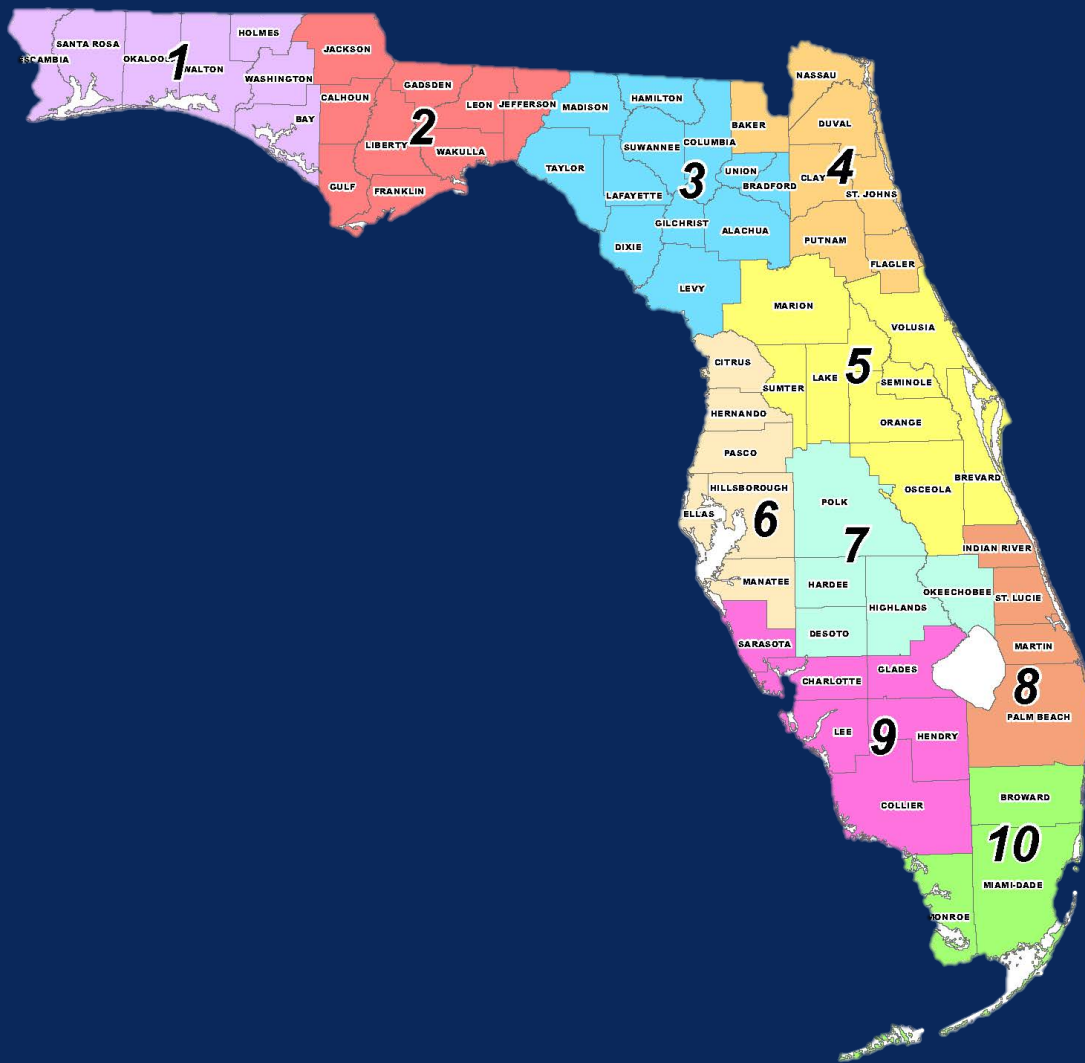 HOLMES
SANTA ROSA
JACKSON
ESCAMBIA
OKALOOS
1
WALTON
WASHINGTON
GADSDEN
CALHOUN
LEON
JEFFERSON
BAY
2
LIBERTY
WAKULLA
GULF
FRANKLIN
MADISON
HAMILTON
SUWANNEE
COLUMBIA
TAYLOR
3
UNION
BRADFORD
LAFAYETTE
GILCHRIST
ALACHUA
DIXIE
LEVY
NASSAU
BAKER
DUVAL
CLAY
4
ST. JOHNS
PUTNAM
FLAGLER
MARION
VOLUSIA
5
LAKE
SEMINOLE
SUMTER
ORANGE
OSCEOLA
BREVARD
CITRUS
HERNANDO
PASCO
HILLSBOROUGH
ELLAS
6
MANATEE
POLK
7
HARDEE
HIGHLANDS
OKEECHOBEE
DESOTO
INDIAN RIVER
ST. LUCIE
MARTIN
8
PALM BEACH
SARASOTA
CHARLOTTE
GLADES
LEE
9
HENDRY
COLLIER
BROWARD
10
MIAMI-DADE
MONROE